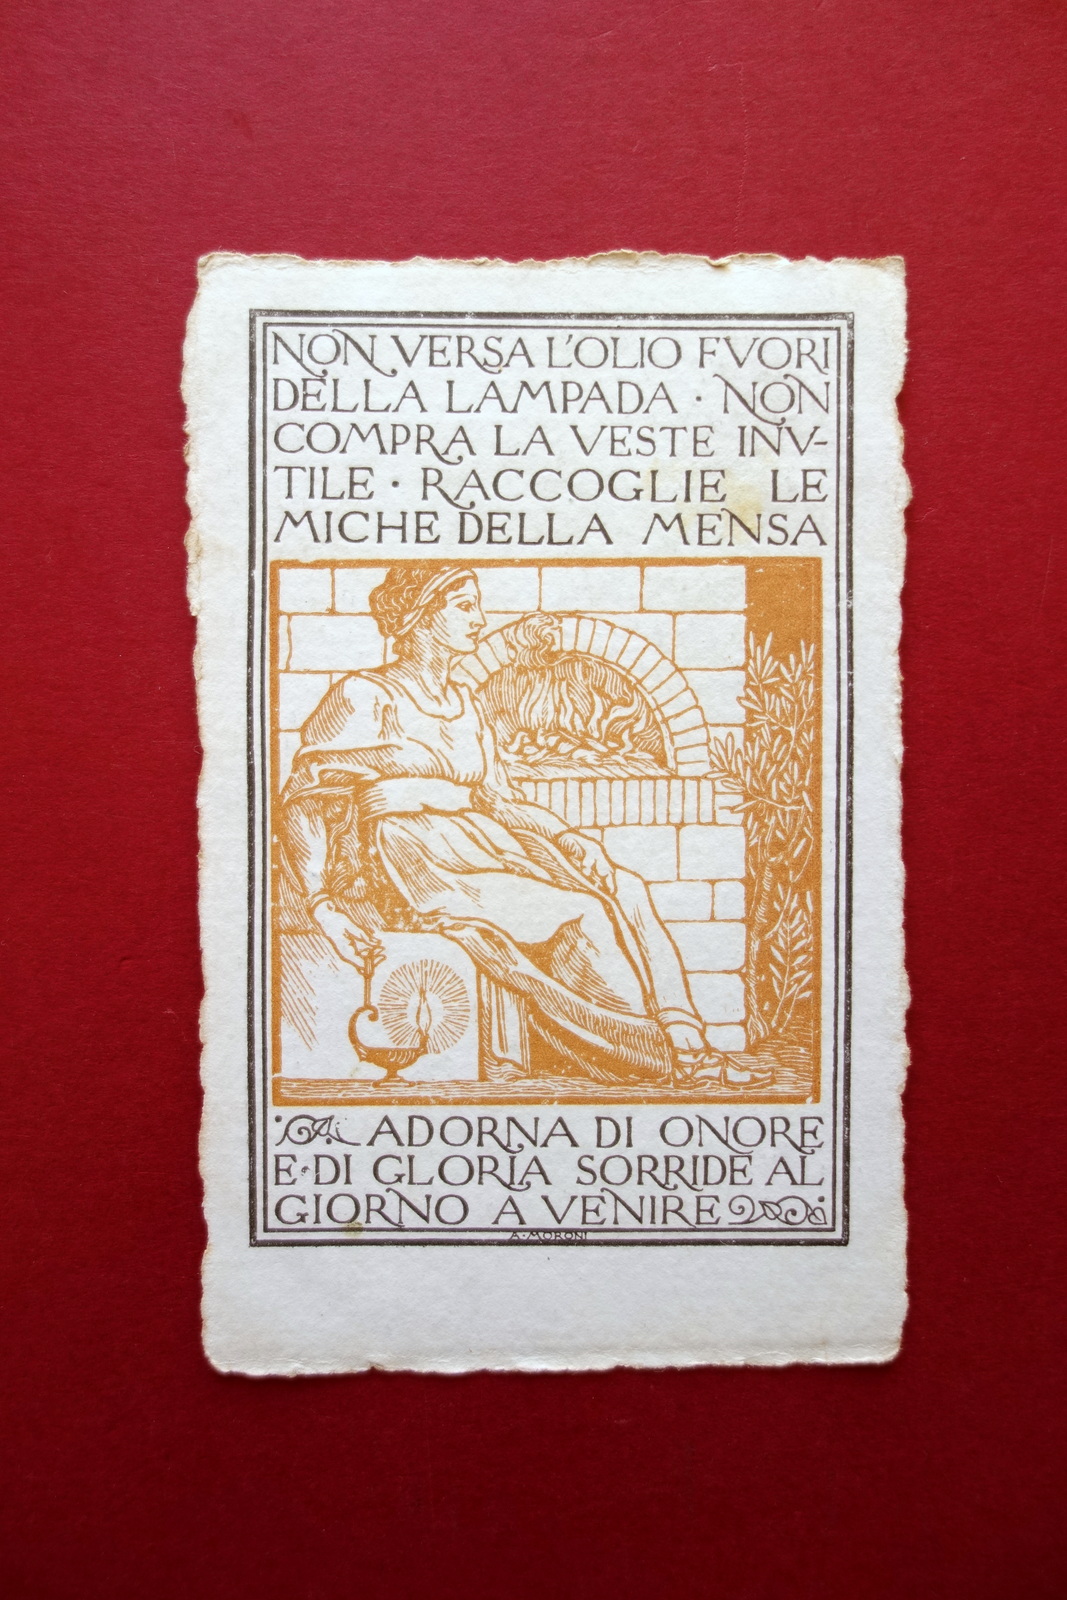 NON VERSA L'OLIO FVORI
DELLA LAMPADA · NON
COMPRA LA VESTE INV-
TILE · RACCOGLIE LE
MICHE DELLA MENSA
ADORNA DI ONORE
E · DI GLORIA SORRIDE AL
GIORNO A VENIRE
A · MORONI